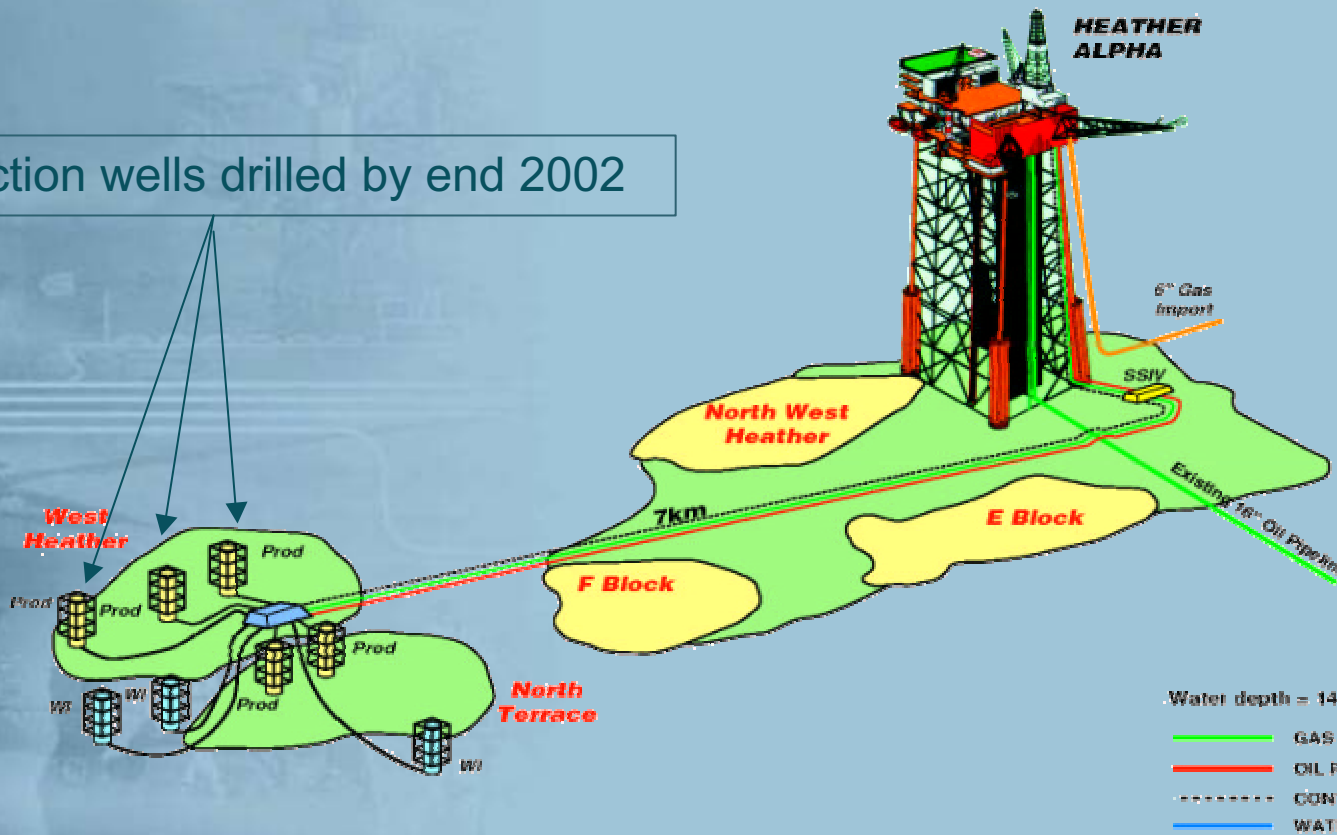 HEATHER
ALPHA
ction wells drilled by end 2002
6" Gas
Import
SSIV
North West
Heather
Existing 16" Oil Pipelin
7km
E Block
West
Heather
Prod
F Block
Prod
Prod
Prod
WI
WI
Prod
North
Terrace
WI
Water depth = 14
GAS
OIL P
CON
WAT